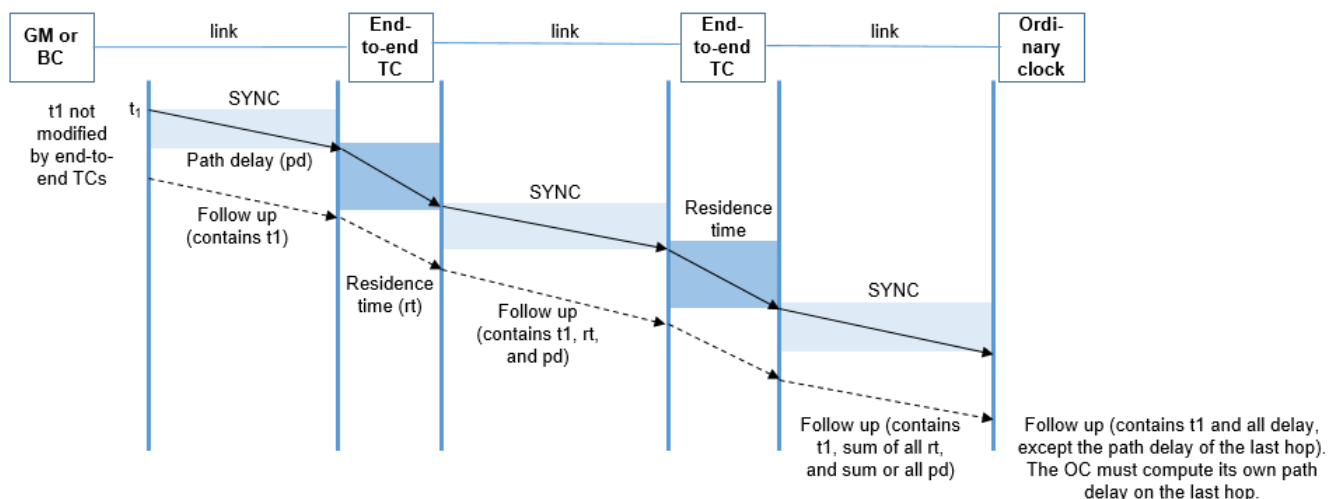 GM or
BC
link
End-
to-end
TC
link
End-
to-end
TC
link
Ordi-
nary
clock
t1 not
modified
by end-to-
end TCs
t1
SYNC
Path delay (pd)
Follow up
(contains t1)
Residence
time (rt)
SYNC
Follow up
(contains t1, rt,
and pd)
Residence
time
SYNC
Follow up (contains
t1, sum of all rt,
and sum or all pd)
Follow up (contains t1 and all delay,
except the path delay of the last hop).
The OC must compute its own path
delay on the last hop.